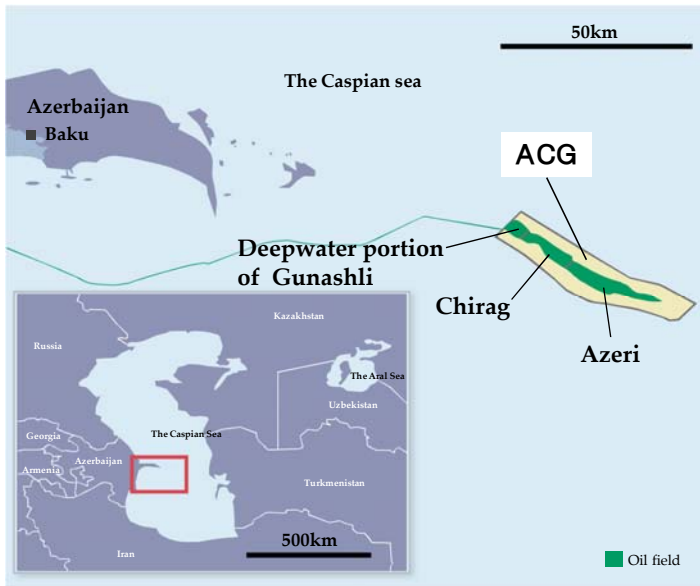 50km
The Caspian sea
Azerbaijan
Baku
ACG
Deepwater portion
of Gunashli
Chirag
Azeri
Kazakhstan
Russia
The Aral Sea
Uzbekistan
The Caspian Sea
Georgia
Azerbaijan
Armenia
Turkmenistan
Iran
500km
Oil field